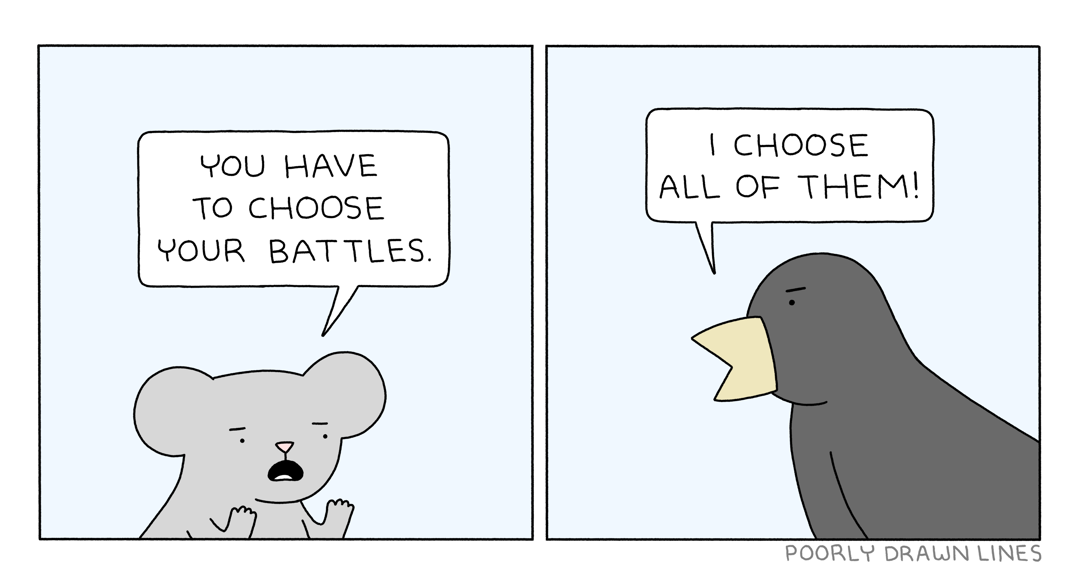 YOU HAVE
TO CHOOSE
YOUR BATTLES.
I CHOOSE
ALL OF THEM!
POORLY DRAWN LINES